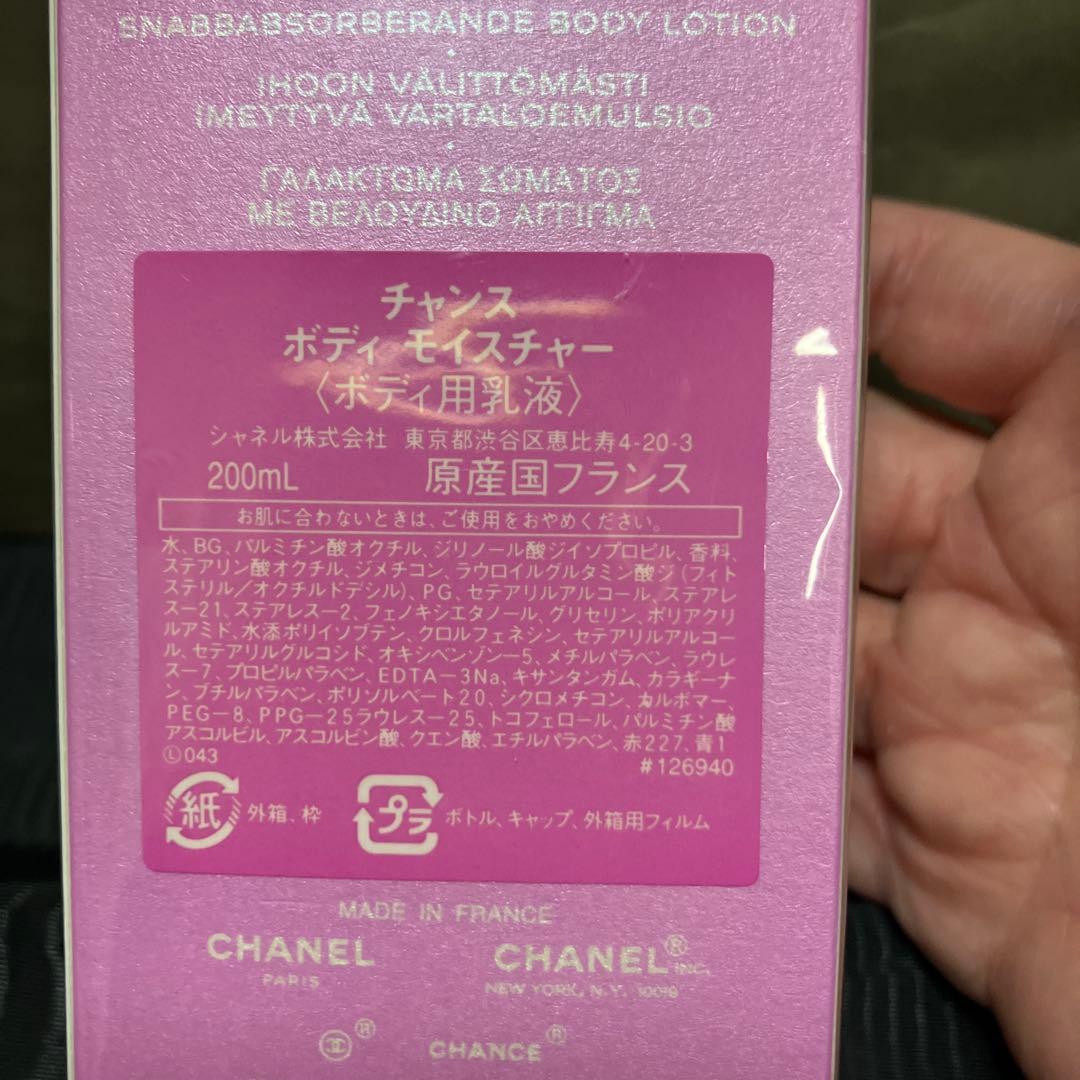 SNABBABSORBERANDE BODY LOTION
·
IHOON VÄLITTÖMÄSTI
IMEYTYVÄ VARTALOEMULSIO
·
ΓΑΛΑΚΤΩΜΑ ΣΩΜΑΤΟΣ
ΜΕ ΒΕΛΟΥΔΙΝΟ ΑΓΓΙΓΜΑ
チャンス
ボディ モイスチャー
〈ボディ用乳液〉
シャネル株式会社 東京都渋谷区恵比寿4-20-3
200mL 原産国フランス
お肌に合わないときは、ご使用をおやめください。
水、BG、パルミチン酸オクチル、ジリノール酸ジイソプロピル、香料、
ステアリン酸オクチル、ジメチコン、ラウロイルグルタミン酸ジ(フィト
ステリル/オクチルドデシル)、PG、セテアリルアルコール、ステアレ
スー21、ステアレスー2、フェノキシエタノール、グリセリン、ポリアクリ
ルアミド、水添ポリイソブテン、クロルフェネシン、セテアリルアルコー
ル、セテアリルグルコシド、オキシベンゾンー5、メチルパラベン、ラウレ
スー7、プロピルパラベン、EDTAー3Na、キサンタンガム、カラギーナ
ン、ブチルパラベン、ポリソルベート20、シクロメチコン、カルボマー、
PEGー8、PPGー25ラウレスー25、トコフェロール、パルミチン酸
アスコルビル、アスコルビン酸、クエン酸、エチルパラベン、赤227、青1
Ⓛ043 #126940
紙 外箱、枠 プラ ボトル、キャップ、外箱用フィルム
MADE IN FRANCE
CHANEL CHANEL® INC.
PARIS NEW YORK, N.Y. 10019
® CHANCE®